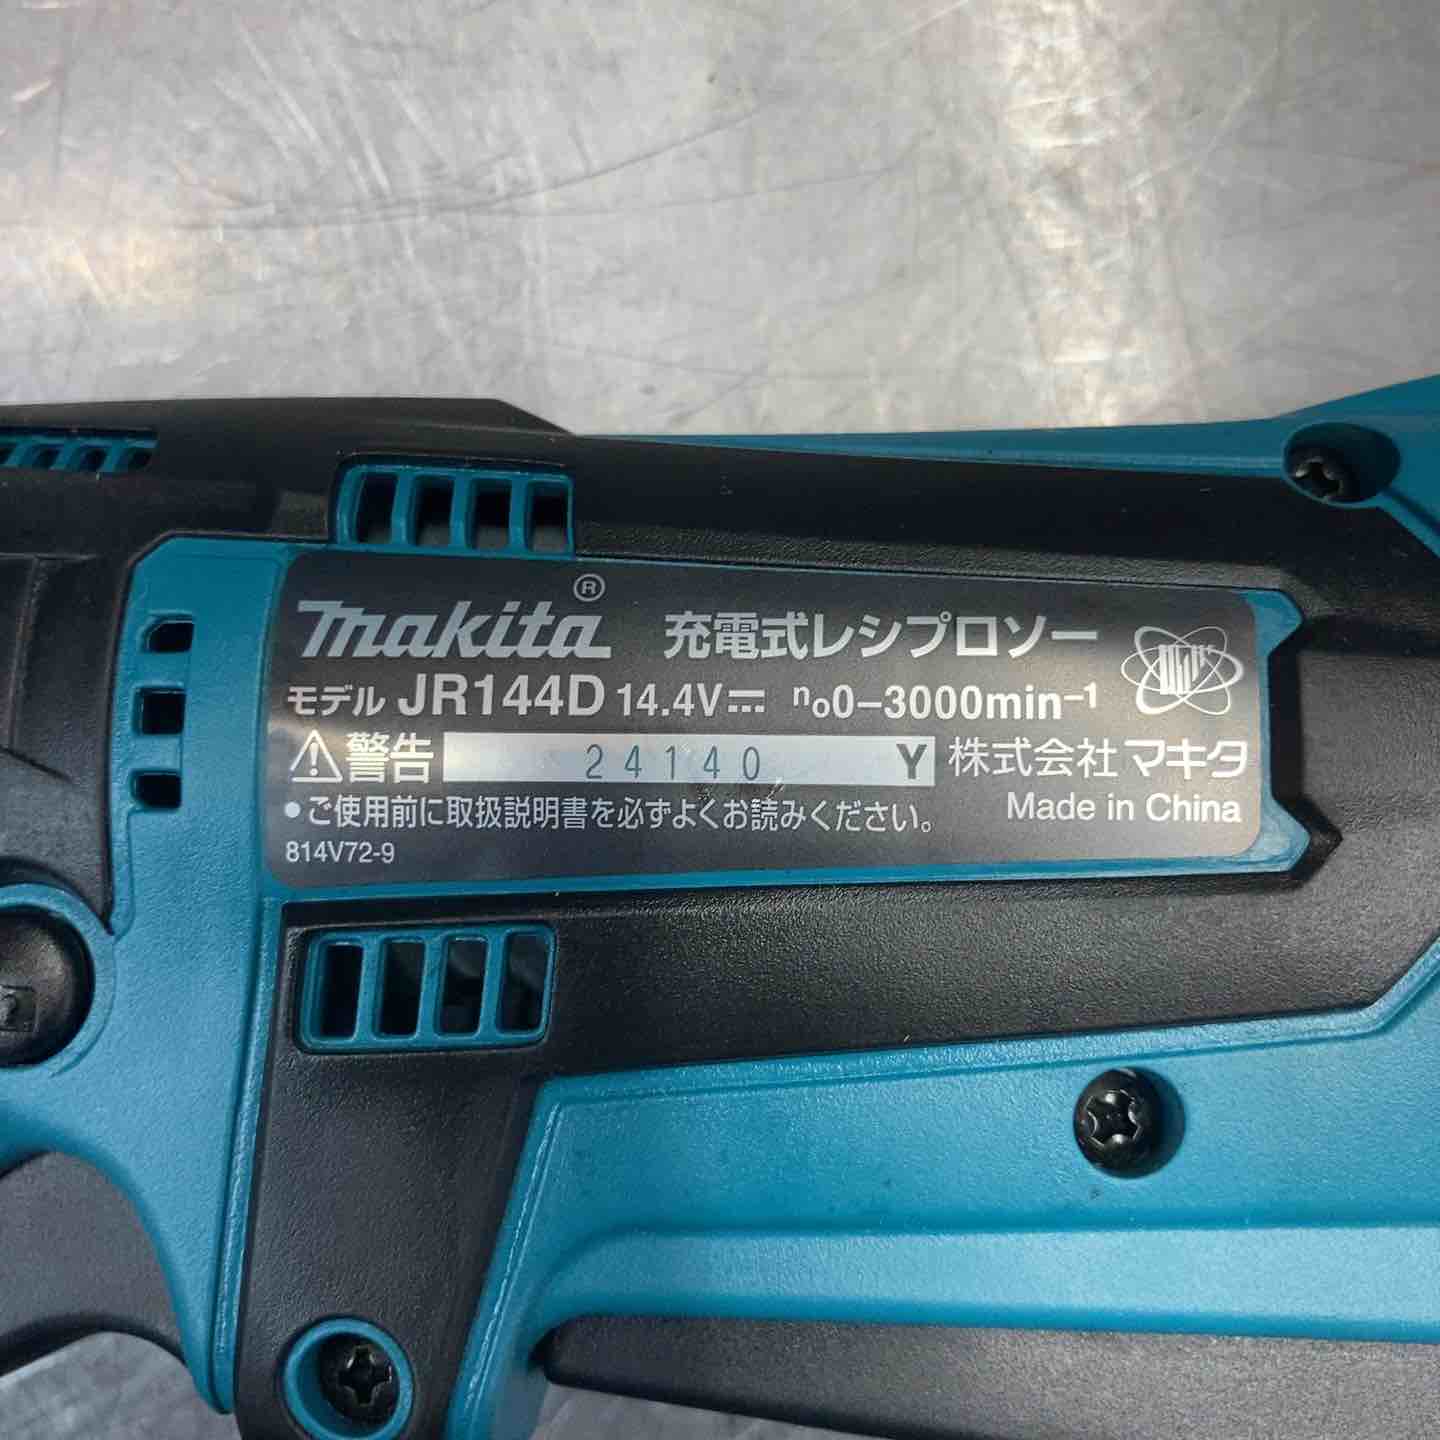 makita® 充電式レシプロソー
モデル JR144D 14.4V⎓ no0-3000min-1
⚠警告 24140 Y 株式会社マキタ
•ご使用前に取扱説明書を必ずよくお読みください。 Made in China
814V72-9